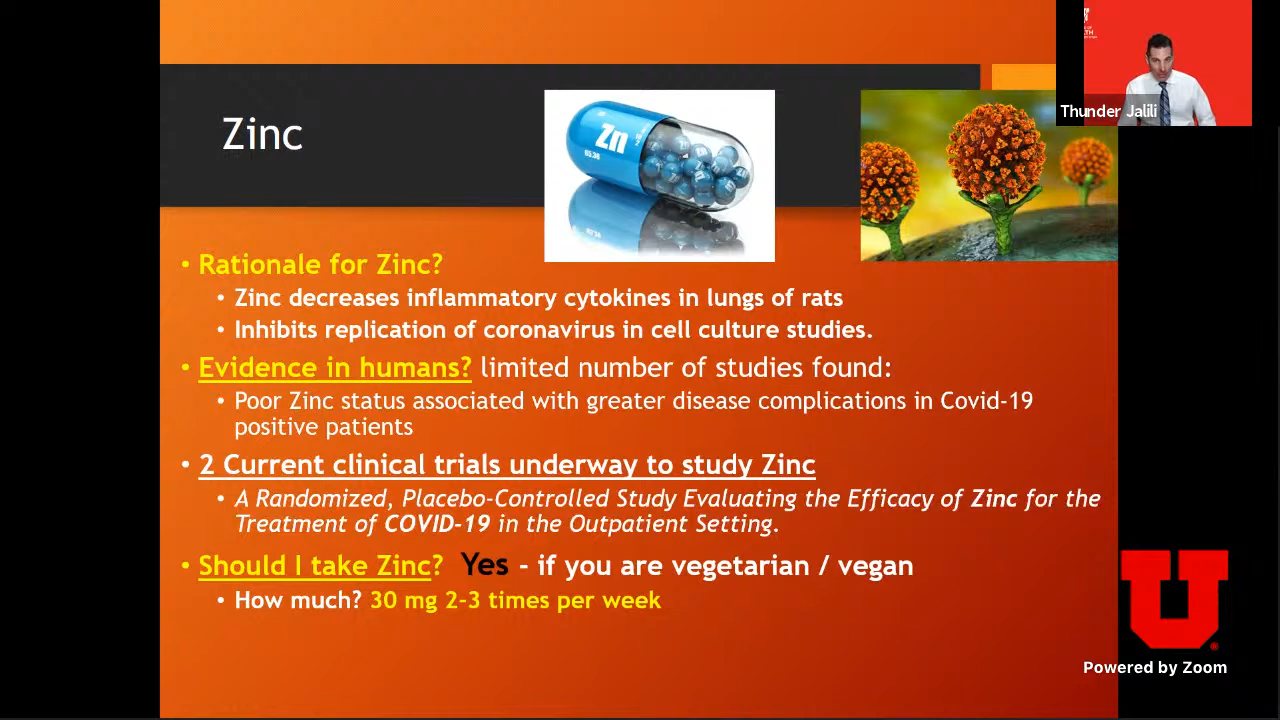 Thunder Jalili
Zinc
Zn
65.38
• Rationale for Zinc?
• Zinc decreases inflammatory cytokines in lungs of rats
• Inhibits replication of coronavirus in cell culture studies.
• Evidence in humans? limited number of studies found:
• Poor Zinc status associated with greater disease complications in Covid-19
positive patients
• 2 Current clinical trials underway to study Zinc
• A Randomized, Placebo-Controlled Study Evaluating the Efficacy of Zinc for the
Treatment of COVID-19 in the Outpatient Setting.
• Should I take Zinc? Yes - if you are vegetarian / vegan
• How much? 30 mg 2-3 times per week
U
®
Powered by Zoom